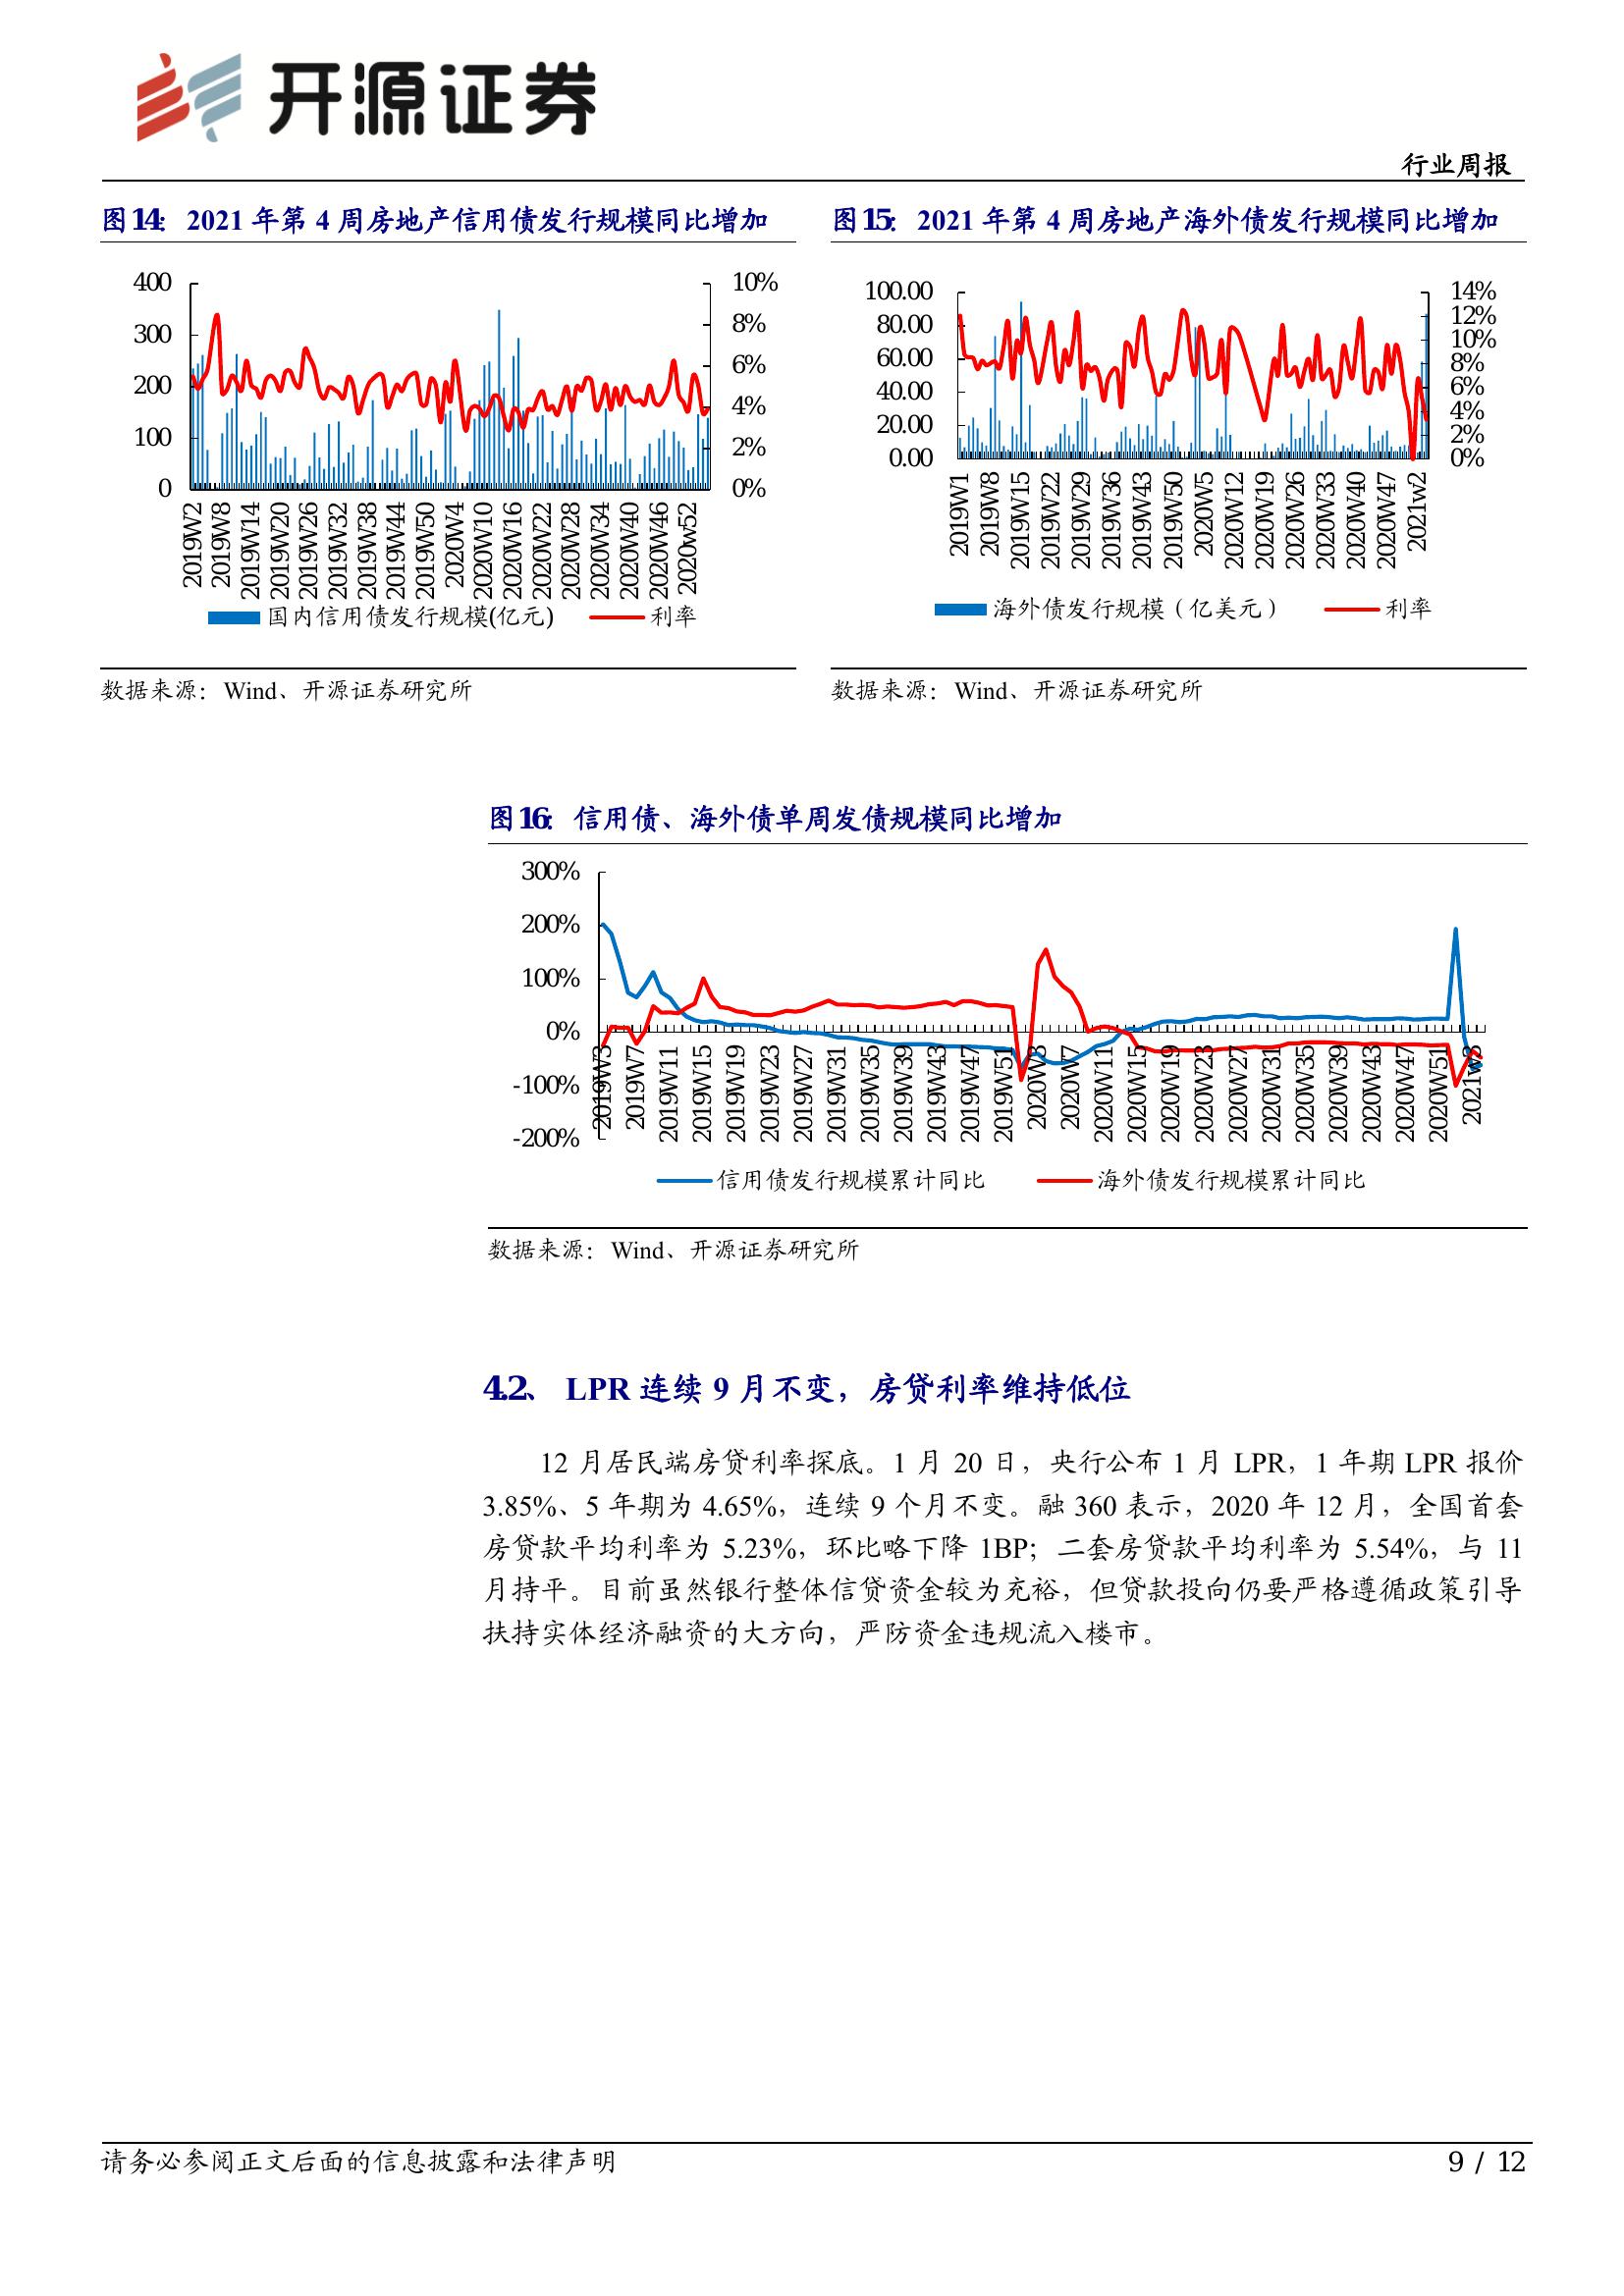 开源证券
行业周报
图14: 2021 年第 4 周房地产信用债发行规模同比增加
400
300
200
100
0
10%
8%
6%
4%
2%
0%
2019W2
2019W8
2019W14
2019W20
2019W26
2019W32
2019W38
2019W44
2019W50
2020W4
2020W10
2020W16
2020W22
2020W28
2020W34
2020W40
2020W46
2020w52
国内信用债发行规模(亿元)
利率
数据来源：Wind、开源证券研究所
图15: 2021 年第 4 周房地产海外债发行规模同比增加
100.00
80.00
60.00
40.00
20.00
0.00
14%
12%
10%
8%
6%
4%
2%
0%
2019W1
2019W8
2019W15
2019W22
2019W29
2019W36
2019W43
2019W50
2020W5
2020W12
2020W19
2020W26
2020W33
2020W40
2020W47
2021w2
海外债发行规模（亿美元）
利率
数据来源：Wind、开源证券研究所
图16: 信用债、海外债单周发债规模同比增加
300%
200%
100%
0%
-100%
-200%
2019W3
2019W7
2019W11
2019W15
2019W19
2019W23
2019W27
2019W31
2019W35
2019W39
2019W43
2019W47
2019W51
2020W3
2020W7
2020W11
2020W15
2020W19
2020W23
2020W27
2020W31
2020W35
2020W39
2020W43
2020W47
2020W51
2021w3
信用债发行规模累计同比
海外债发行规模累计同比
数据来源：Wind、开源证券研究所
4.2、 LPR 连续 9 月不变，房贷利率维持低位
12 月居民端房贷利率探底。1 月 20 日，央行公布 1 月 LPR，1 年期 LPR 报价
3.85%、5 年期为 4.65%，连续 9 个月不变。融 360 表示，2020 年 12 月，全国首套
房贷款平均利率为 5.23%，环比略下降 1BP；二套房贷款平均利率为 5.54%，与 11
月持平。目前虽然银行整体信贷资金较为充裕，但贷款投向仍要严格遵循政策引导
扶持实体经济融资的大方向，严防资金违规流入楼市。
请务必参阅正文后面的信息披露和法律声明
9 / 12